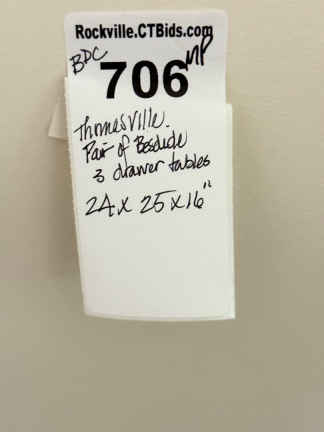 Rockville.CTBids.com
BDC 706 MP
Thomasville.
Pair of Bedside
3 drawer tables
24 x 25 x 16"